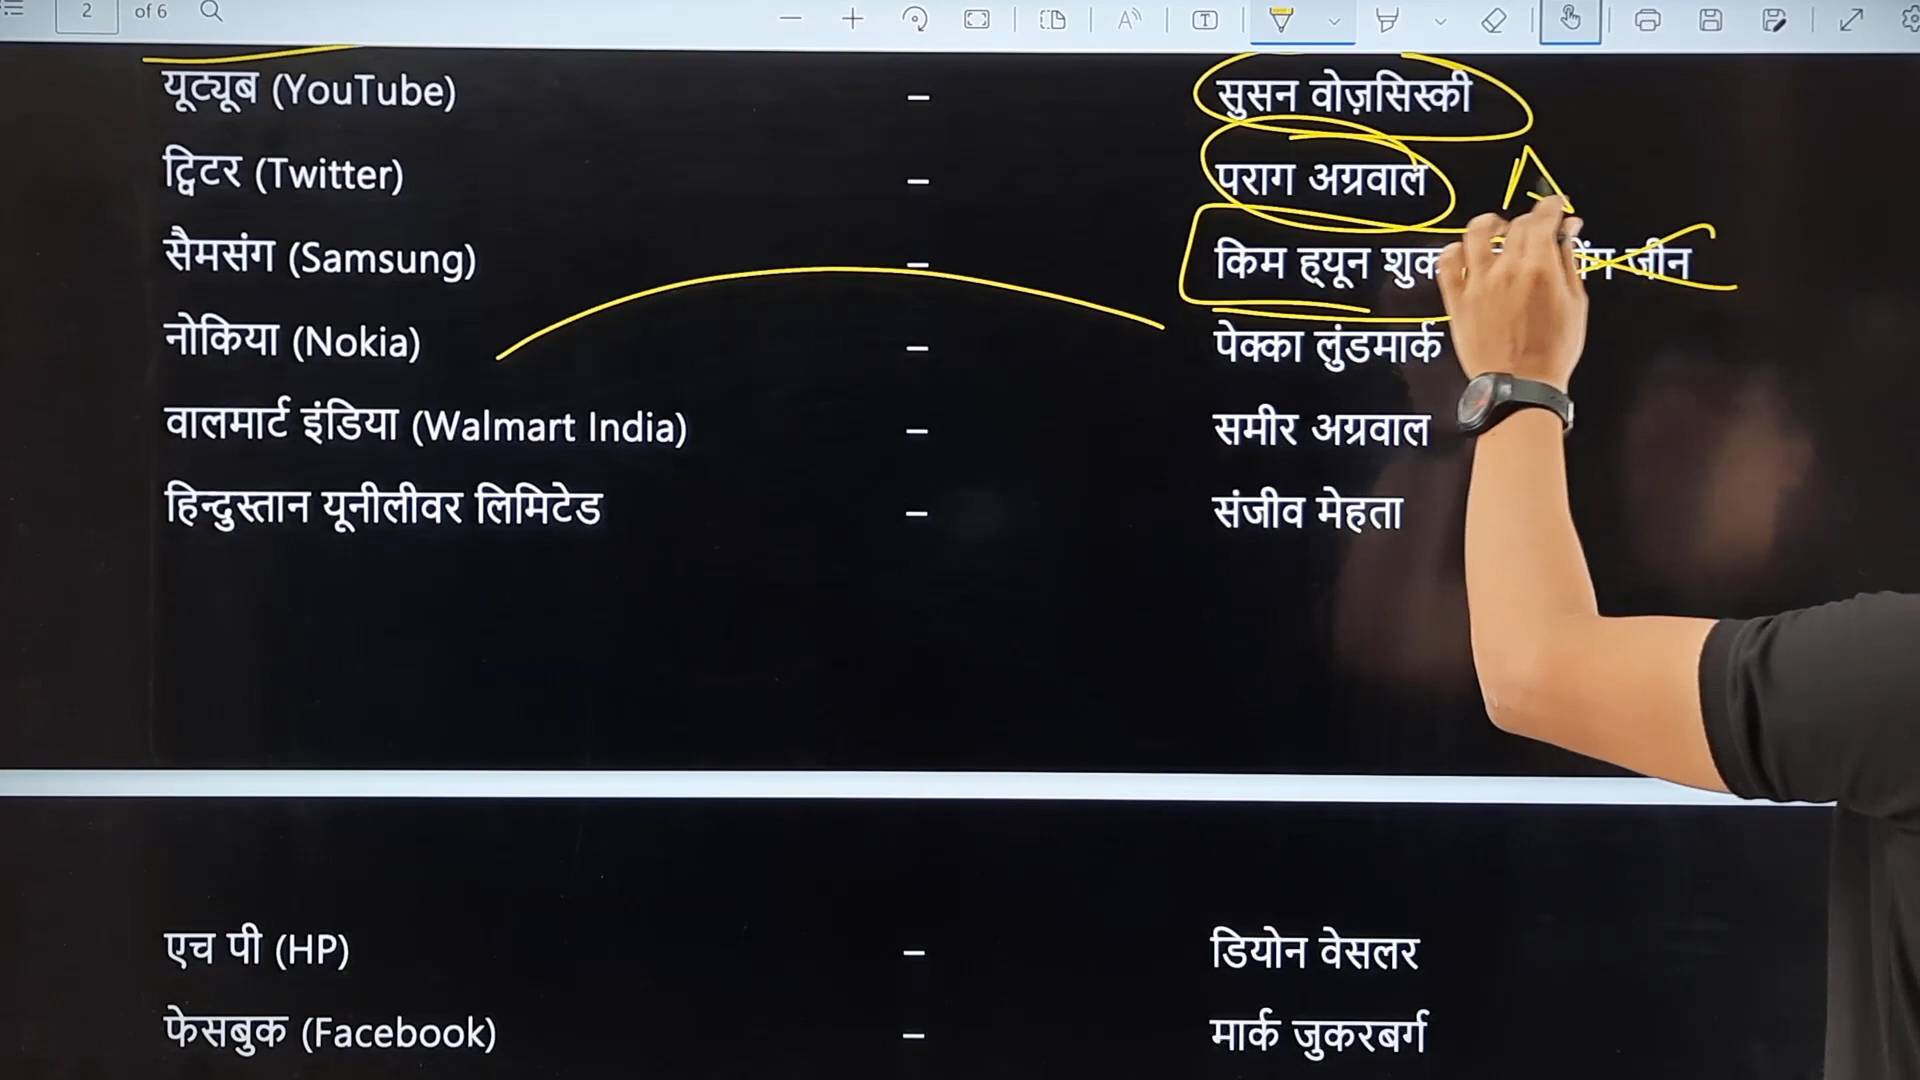 2 of 6
यूट्यूब (YouTube) – सुसन वोज़सिस्की
ट्विटर (Twitter) – पराग अग्रवाल
सैमसंग (Samsung) – किम ह्यून शुक जीन
नोकिया (Nokia) – पेक्का लुंडमार्क
वालमार्ट इंडिया (Walmart India) – समीर अग्रवाल
हिन्दुस्तान यूनीलीवर लिमिटेड – संजीव मेहता
एच पी (HP) – डियोन वेसलर
फेसबुक (Facebook) – मार्क जुकरबर्ग